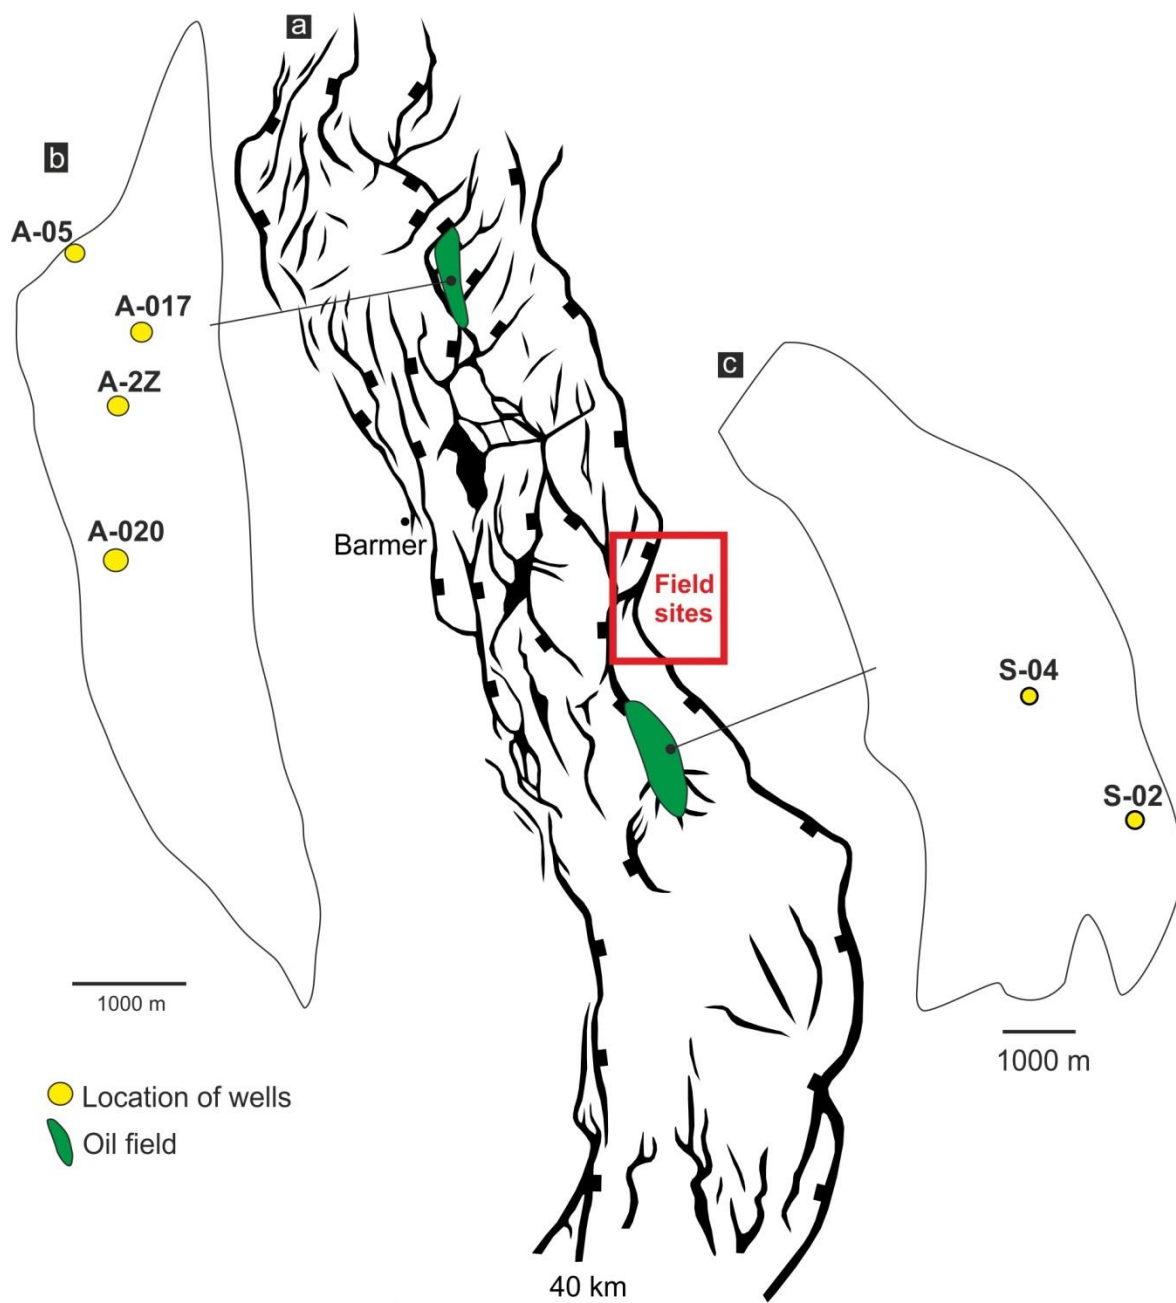 a
b
A-05
A-017
A-2Z
A-020
1000 m
Location of wells
Oil field
Barmer
Field
sites
40 km
c
S-04
S-02
1000 m